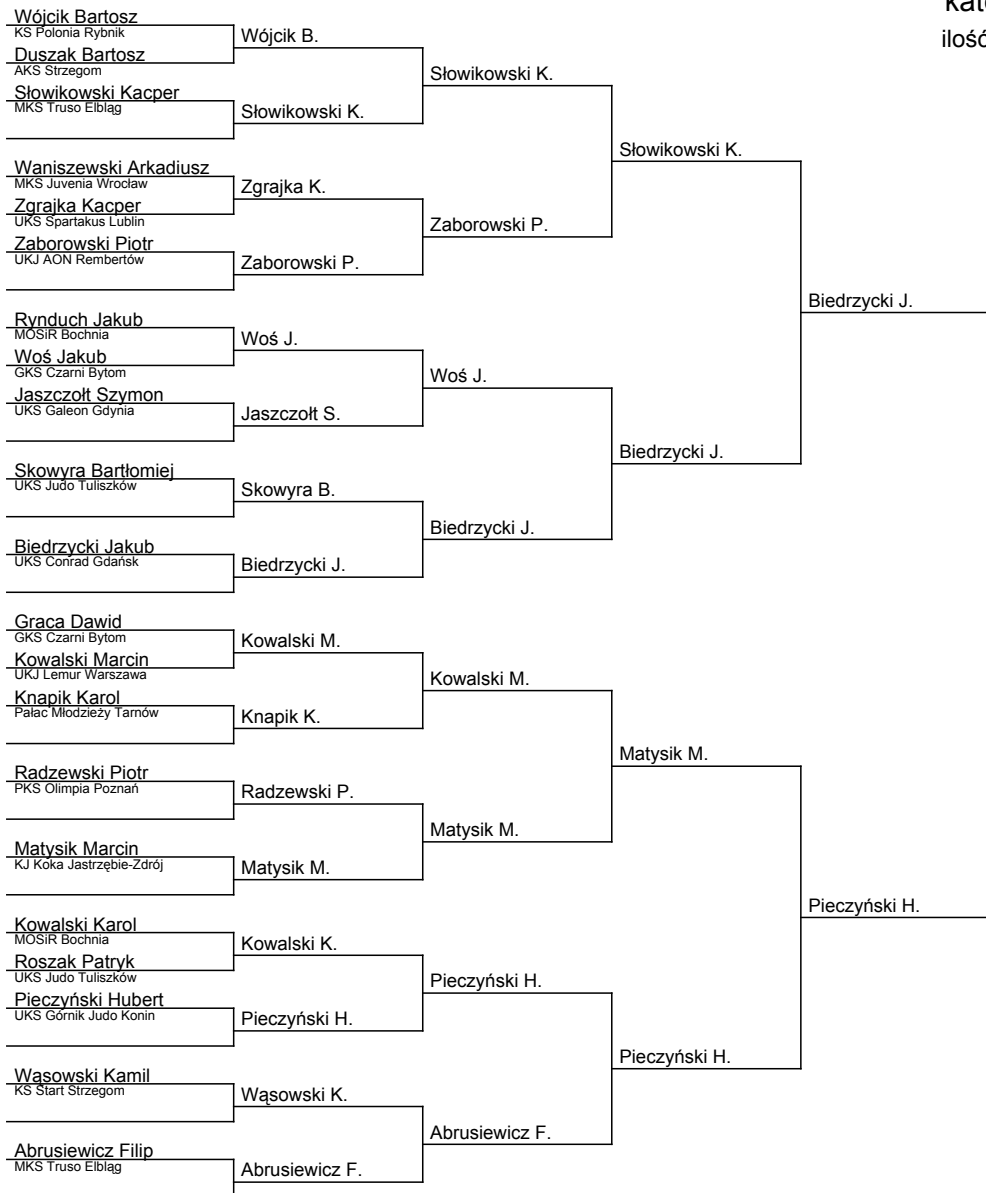 Wójcik Bartosz
KS Polonia Rybnik
Duszak Bartosz
AKS Strzegom
Słowikowski Kacper
MKS Truso Elbląg
Waniszewski Arkadiusz
MKS Juvenia Wrocław
Zgrajka Kacper
UKS Spartakus Lublin
Zaborowski Piotr
UKJ AON Rembertów
Rynduch Jakub
MOSiR Bochnia
Woś Jakub
GKS Czarni Bytom
Jaszczołt Szymon
UKS Galeon Gdynia
Skowyra Bartłomiej
UKS Judo Tuliszków
Biedrzycki Jakub
UKS Conrad Gdańsk
Graca Dawid
GKS Czarni Bytom
Kowalski Marcin
UKJ Lemur Warszawa
Knapik Karol
Pałac Młodzieży Tarnów
Radzewski Piotr
PKS Olimpia Poznań
Matysik Marcin
KJ Koka Jastrzębie-Zdrój
Kowalski Karol
MOSiR Bochnia
Roszak Patryk
UKS Judo Tuliszków
Pieczyński Hubert
UKS Górnik Judo Konin
Wąsowski Kamil
KS Start Strzegom
Abrusiewicz Filip
MKS Truso Elbląg
Wójcik B.
Słowikowski K.
Zgrajka K.
Zaborowski P.
Woś J.
Jaszczołt S.
Skowyra B.
Biedrzycki J.
Kowalski M.
Knapik K.
Radzewski P.
Matysik M.
Kowalski K.
Pieczyński H.
Wąsowski K.
Abrusiewicz F.
Słowikowski K.
Zaborowski P.
Woś J.
Biedrzycki J.
Kowalski M.
Matysik M.
Pieczyński H.
Abrusiewicz F.
Słowikowski K.
Biedrzycki J.
Matysik M.
Pieczyński H.
Biedrzycki J.
Pieczyński H.
ilość